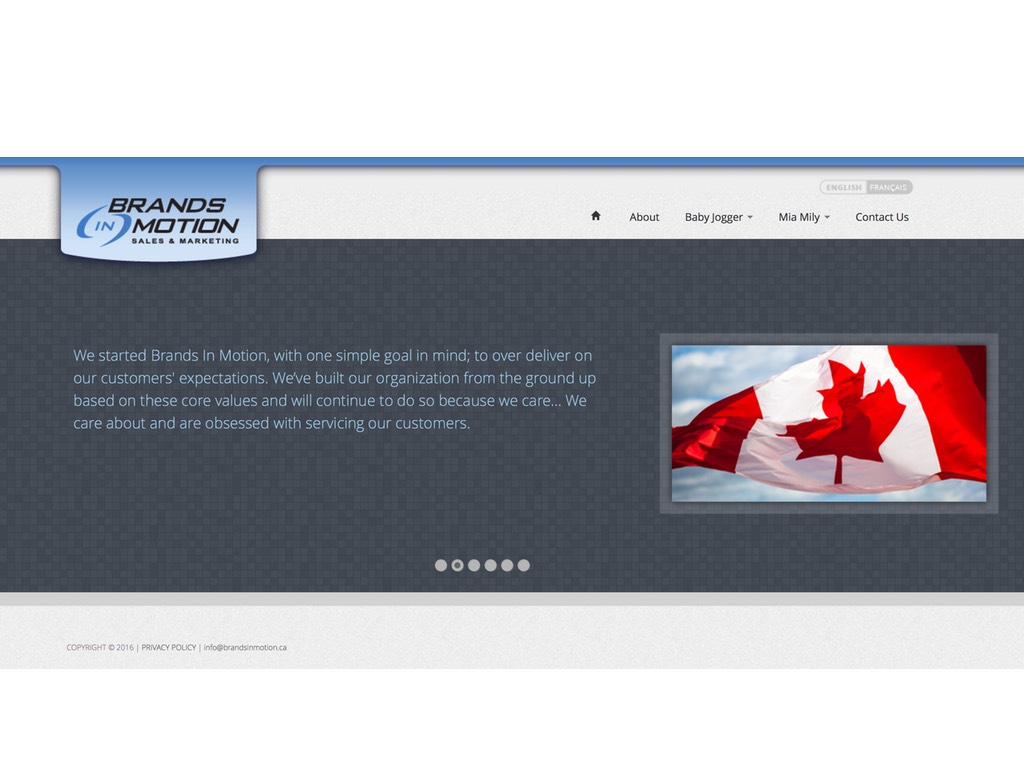 BRANDS
IN MOTION
SALES & MARKETING
ENGLISH FRANÇAIS
About Baby Jogger Mia Mily Contact Us
We started Brands In Motion, with one simple goal in mind; to over deliver on
our customers' expectations. We've built our organization from the ground up
based on these core values and will continue to do so because we care... We
care about and are obsessed with servicing our customers.
COPYRIGHT © 2016 | PRIVACY POLICY | info@brandsinmotion.ca